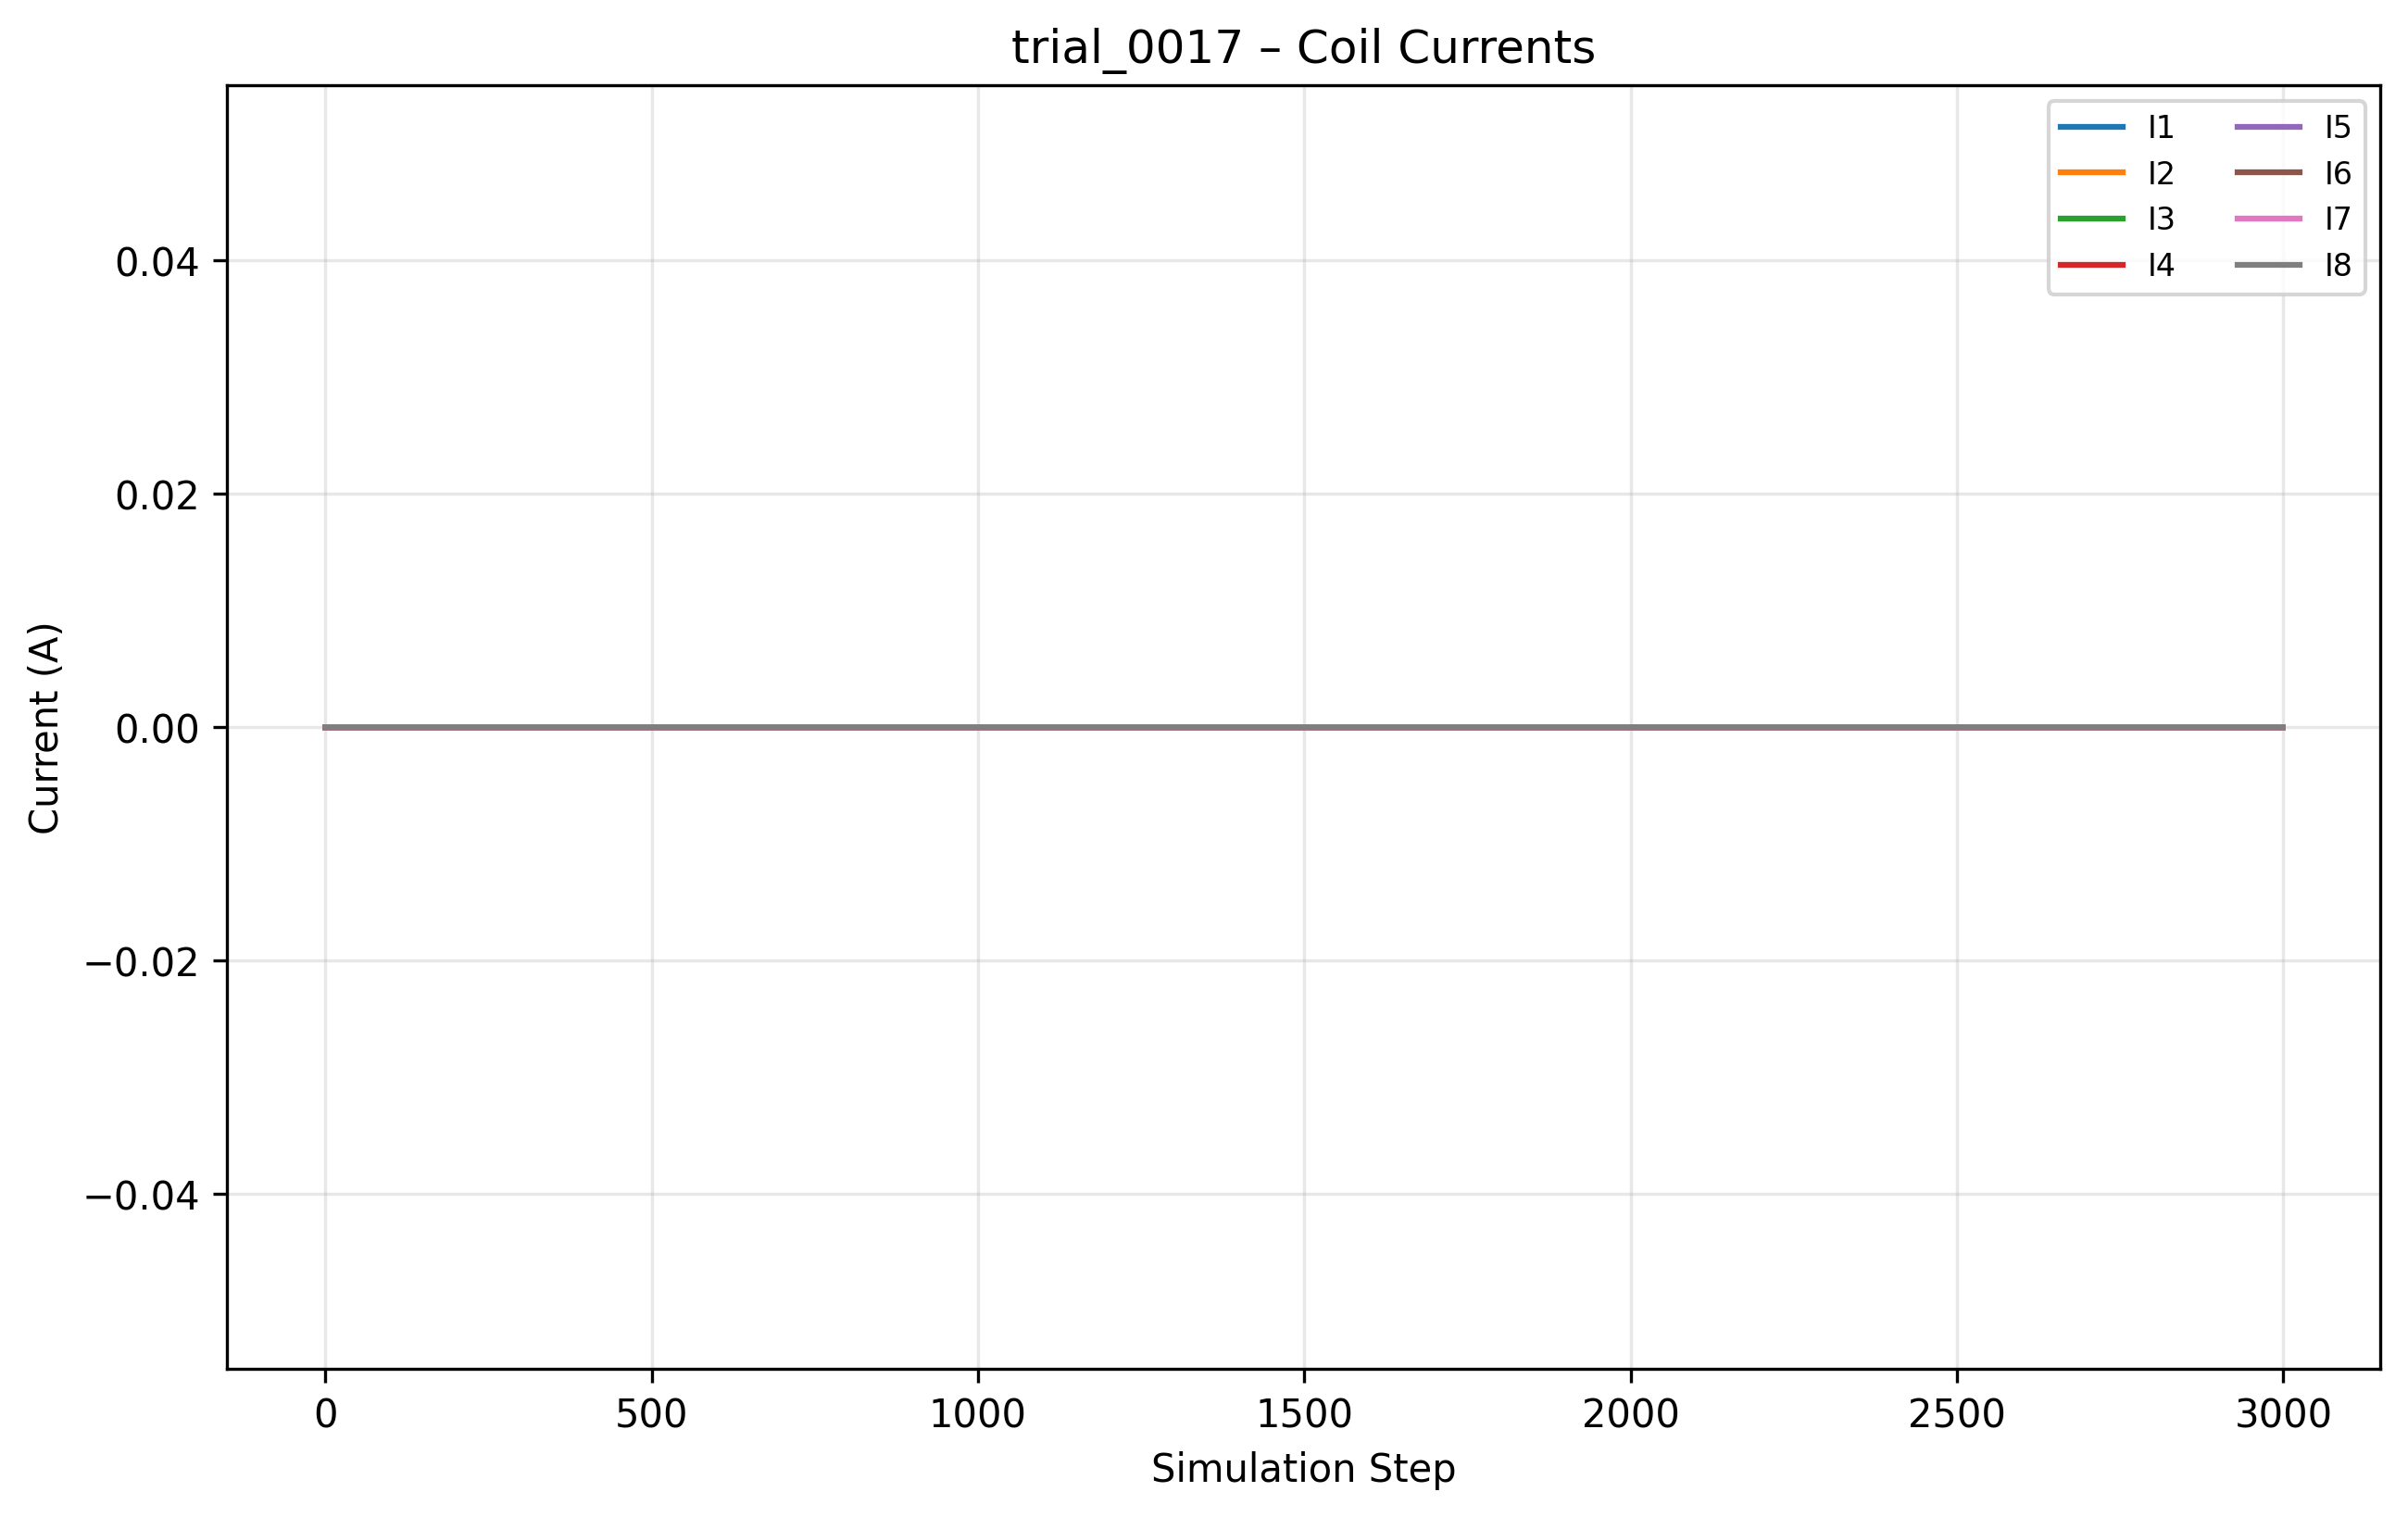 trial_0017 – Coil Currents
I1
I2
I3
I4
I5
I6
I7
I8
Current (A)
0.04
0.02
0.00
−0.02
−0.04
0
500
1000
1500
2000
2500
3000
Simulation Step